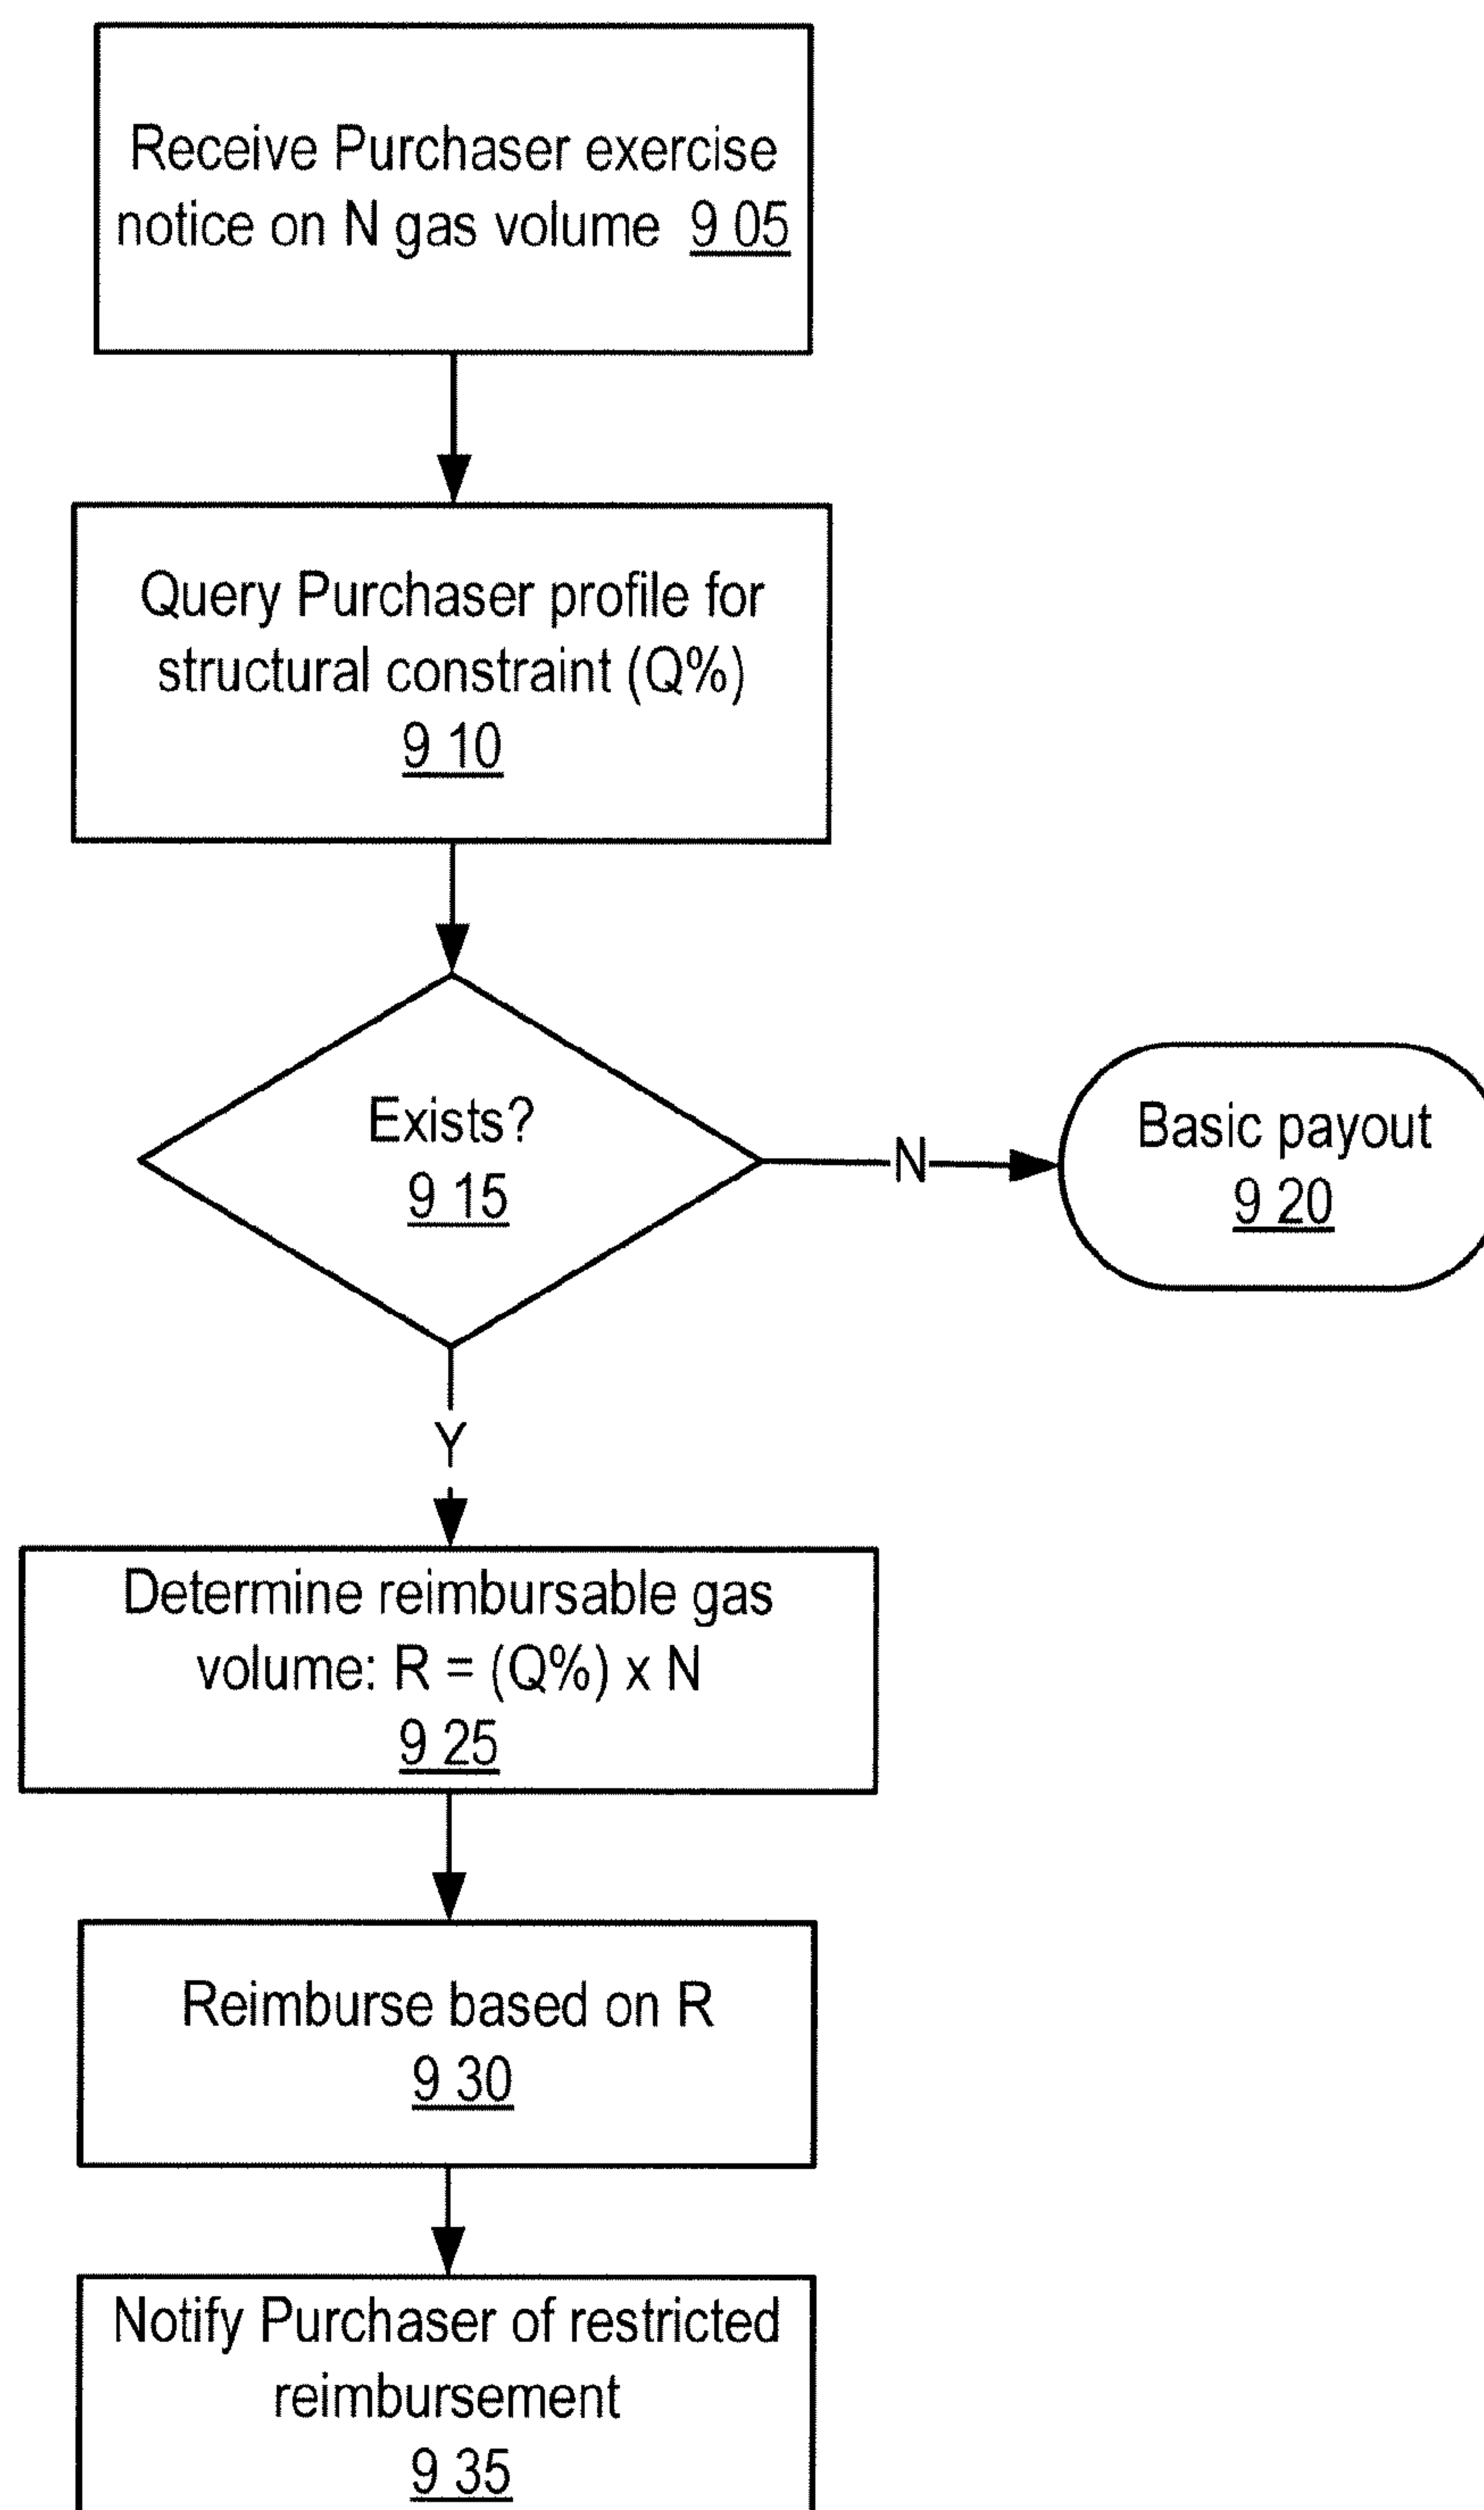 Receive Purchaser exercise
notice on N gas volume 9 05
Query Purchaser profile for
structural constraint (Q%)
9 10
Exists?
9 15
N
Basic payout
9 20
Y
Determine reimbursable gas
volume: R = (Q%) x N
9 25
Reimburse based on R
9 30
Notify Purchaser of restricted
reimbursement
9 35